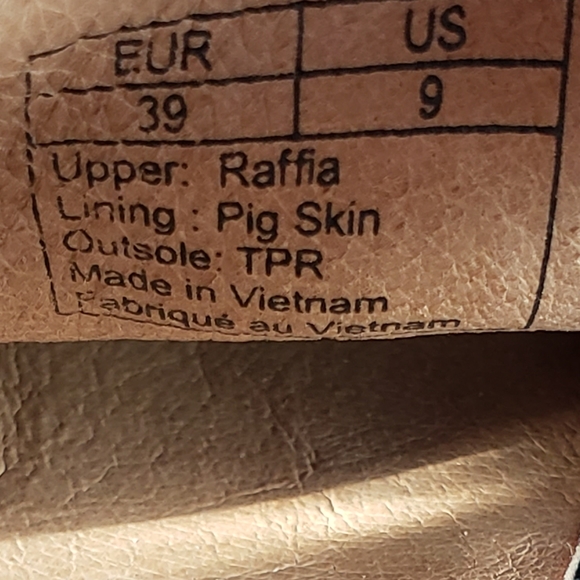 EUR US
39 9
Upper: Raffia
Lining : Pig Skin
Outsole: TPR
Made in Vietnam
Fabriqué au Vietnam